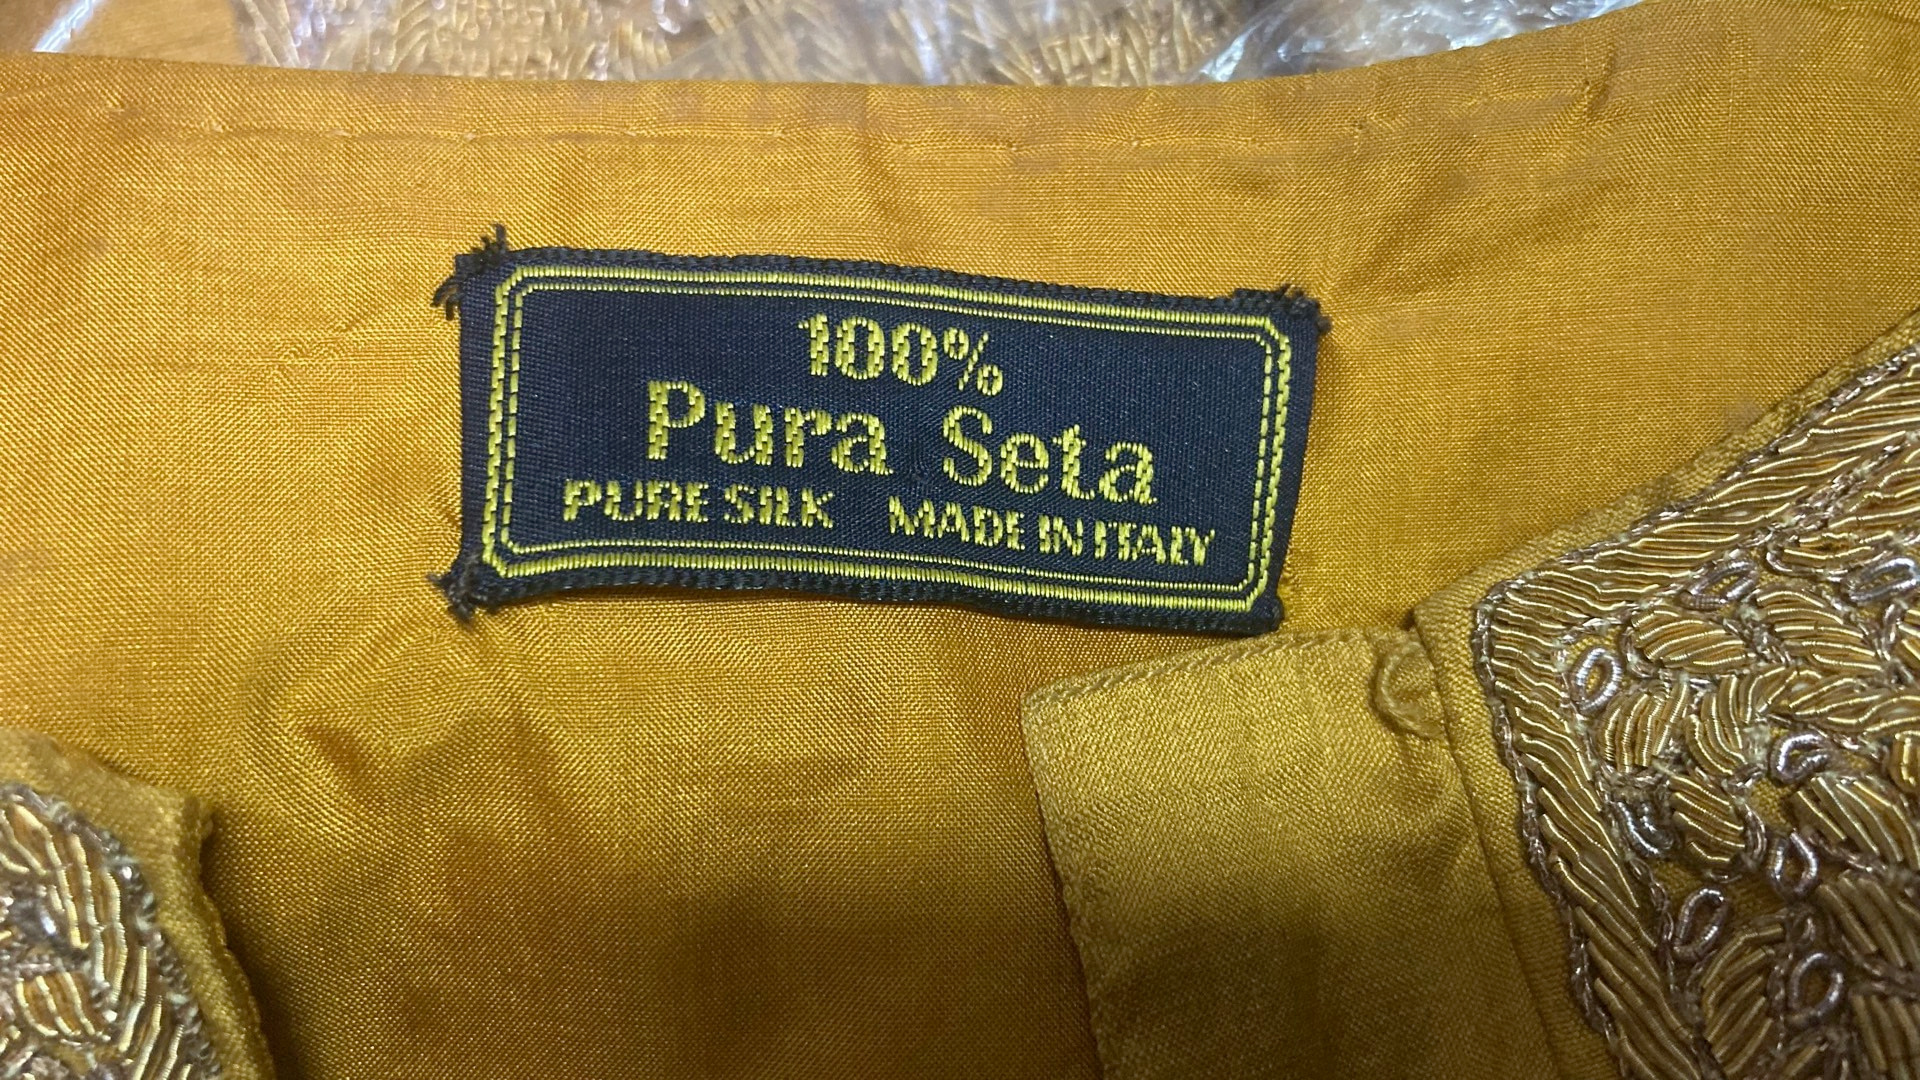 100%
Pura Seta
PURE SILK MADE IN ITALY